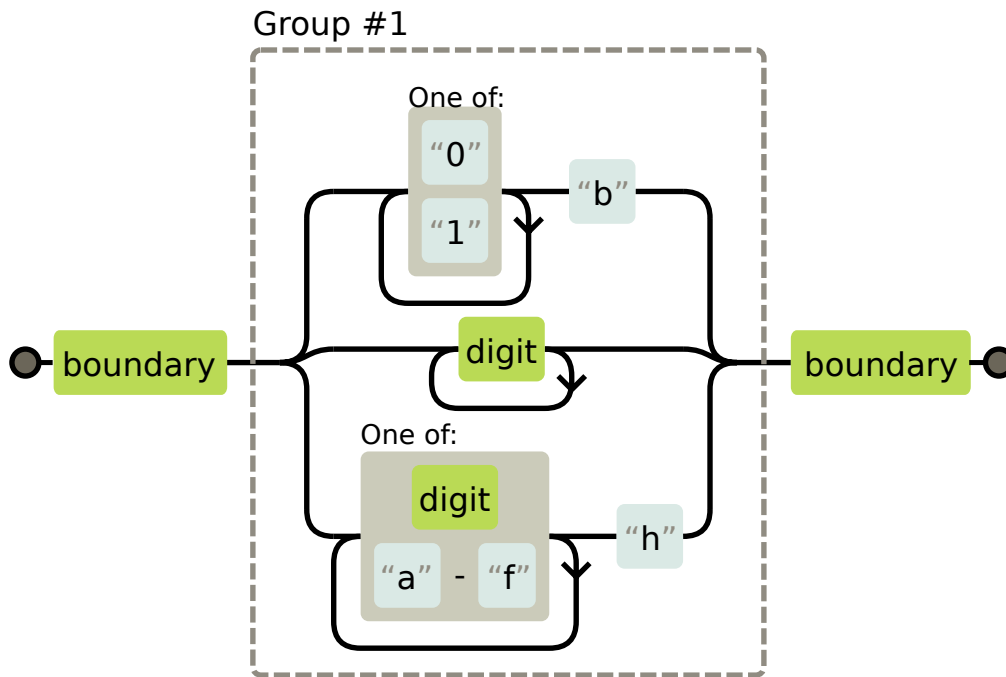 Group #1
One of:
“0”
“1”
“b”
boundary
digit
boundary
One of:
digit
“a” - “f”
“h”